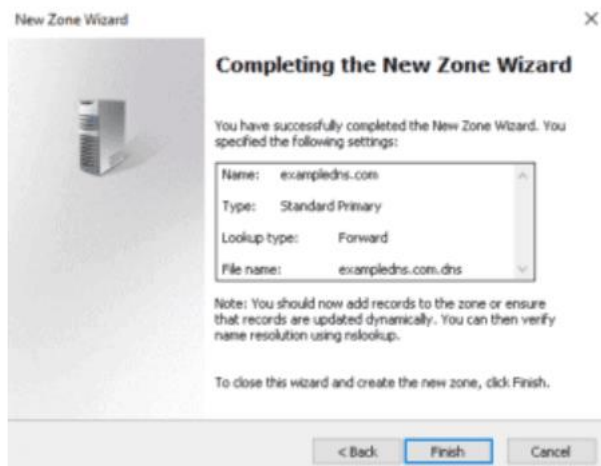 New Zone Wizard
Completing the New Zone Wizard
You have successfully completed the New Zone Wizard. You
specified the following settings:
Name: exampledns.com
Type: Standard Primary
Lookup type: Forward
File name: exampledns.com.dns
Note: You should now add records to the zone or ensure
that records are updated dynamically. You can then verify
name resolution using nslookup.
To close this wizard and create the new zone, click Finish.
< Back Finish Cancel